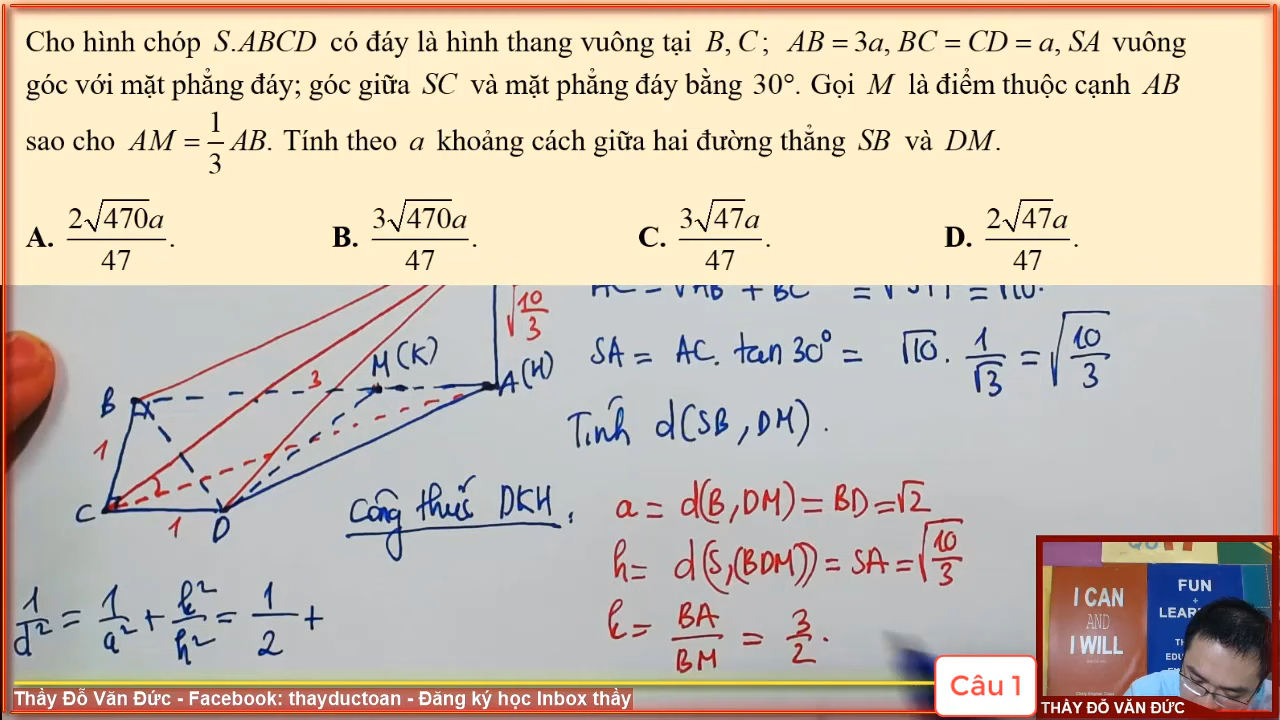 Cho hình chóp S.ABCD có đáy là hình thang vuông tại B, C; AB = 3a, BC = CD = a, SA vuông
góc với mặt phẳng đáy; góc giữa SC và mặt phẳng đáy bằng 30°. Gọi M là điểm thuộc cạnh AB
sao cho AM = 1/3 AB. Tính theo a khoảng cách giữa hai đường thẳng SB và DM.
A. 2√470a/47. B. 3√470a/47. C. 3√47a/47. D. 2√47a/47.
√10/3
SA = AC. tan 30° = √10. 1/√3 = √10/3
M(K)
3
A(H)
B
Tính d(SB, DM).
1
2
C
1
D
Công thức DKH.
a = d(B, DM) = BD = √2
h = d(S, (BDM)) = SA = √10/3
1/d² = 1/a² + k²/h² = 1/2 +
k = BA/BM = 3/2.
I CAN
AND
I WILL
FUN
+
Câu 1
Thầy Đỗ Văn Đức - Facebook: thayductoan - Đăng ký học Inbox thầy
THẦY ĐỖ VĂN ĐỨC